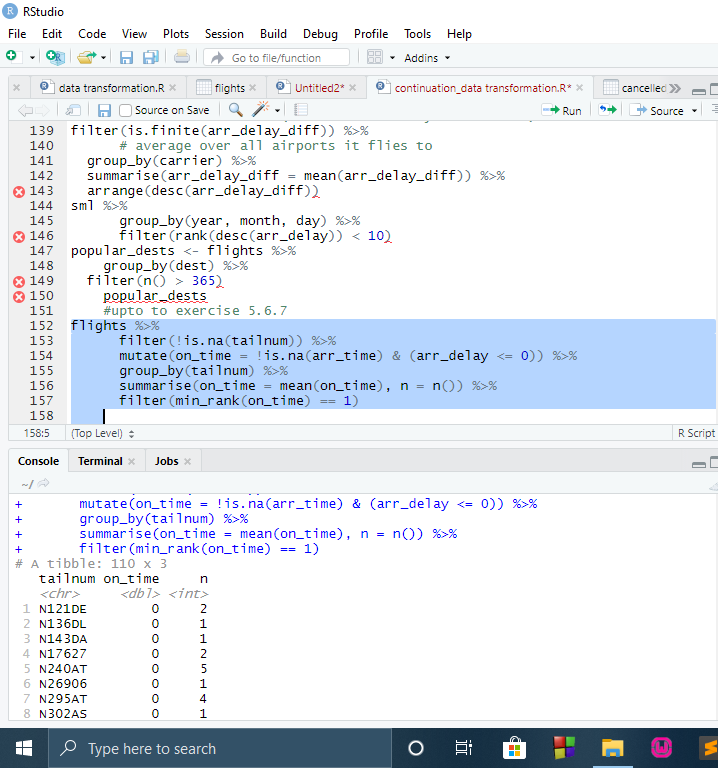 RStudio
File Edit Code View Plots Session Build Debug Profile Tools Help
Go to file/function Addins
data transformation.R flights Untitled2* continuation_data transformation.R* cancelled
Source on Save Run Source
139 filter(is.finite(arr_delay_diff)) %>%
140 # average over all airports it flies to
141 group_by(carrier) %>%
142 summarise(arr_delay_diff = mean(arr_delay_diff)) %>%
143 arrange(desc(arr_delay_diff))
144 sml %>%
145 group_by(year, month, day) %>%
146 filter(rank(desc(arr_delay)) < 10)
147 popular_dests <- flights %>%
148 group_by(dest) %>%
149 filter(n() > 365)
150 popular_dests
151 #upto to exercise 5.6.7
152 flights %>%
153 filter(!is.na(tailnum)) %>%
154 mutate(on_time = !is.na(arr_time) & (arr_delay <= 0)) %>%
155 group_by(tailnum) %>%
156 summarise(on_time = mean(on_time), n = n()) %>%
157 filter(min_rank(on_time) == 1)
158
158:5 (Top Level) R Script
Console Terminal Jobs
~/
+ mutate(on_time = !is.na(arr_time) & (arr_delay <= 0)) %>%
+ group_by(tailnum) %>%
+ summarise(on_time = mean(on_time), n = n()) %>%
+ filter(min_rank(on_time) == 1)
# A tibble: 110 x 3
tailnum on_time n
<chr> <dbl> <int>
1 N121DE 0 2
2 N136DL 0 1
3 N143DA 0 1
4 N17627 0 2
5 N240AT 0 5
6 N26906 0 1
7 N295AT 0 4
8 N302AS 0 1
Type here to search